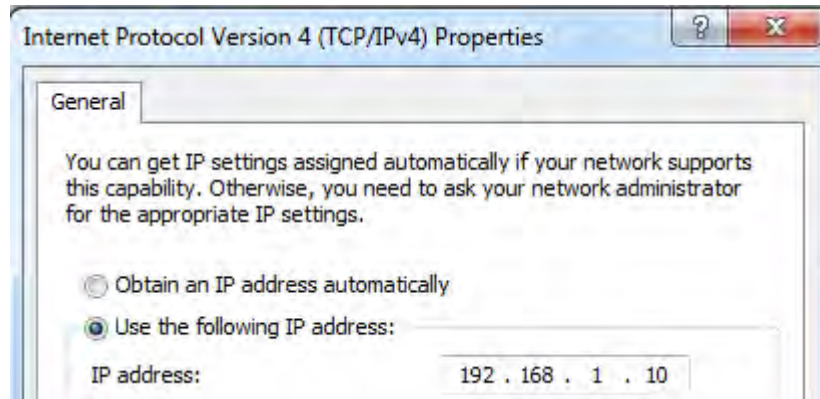 Internet Protocol Version 4 (TCP/IPv4) Properties
General
You can get IP settings assigned automatically if your network supports
this capability. Otherwise, you need to ask your network administrator
for the appropriate IP settings.
Obtain an IP address automatically
Use the following IP address:
IP address: 192 . 168 . 1 . 10